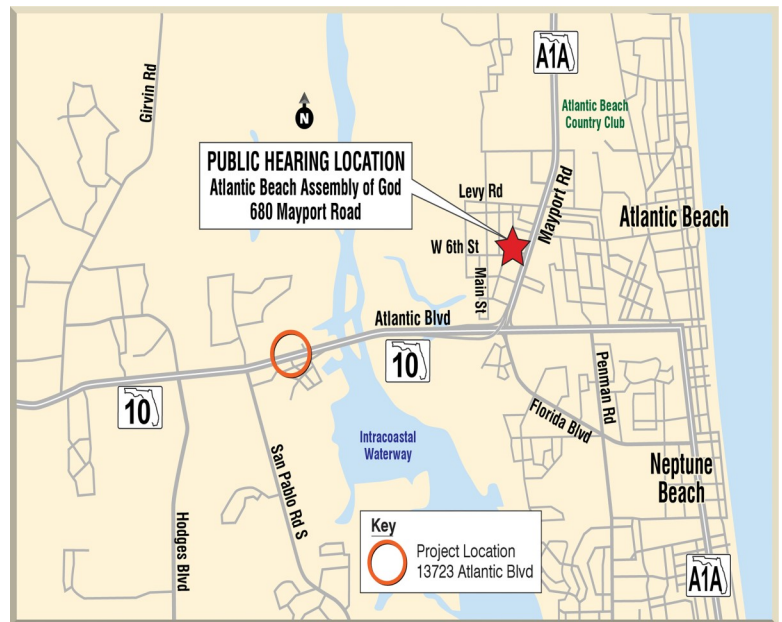 A1A
Girvin Rd
Atlantic Beach
Country Club
N
PUBLIC HEARING LOCATION
Atlantic Beach Assembly of God
680 Mayport Road
Levy Rd
Mayport Rd
Atlantic Beach
W 6th St
Main St
Atlantic Blvd
10
10
Penman Rd
Florida Blvd
Intracoastal
Waterway
San Pablo Rd S
Neptune
Beach
Hodges Blvd
Key
Project Location
13723 Atlantic Blvd
A1A